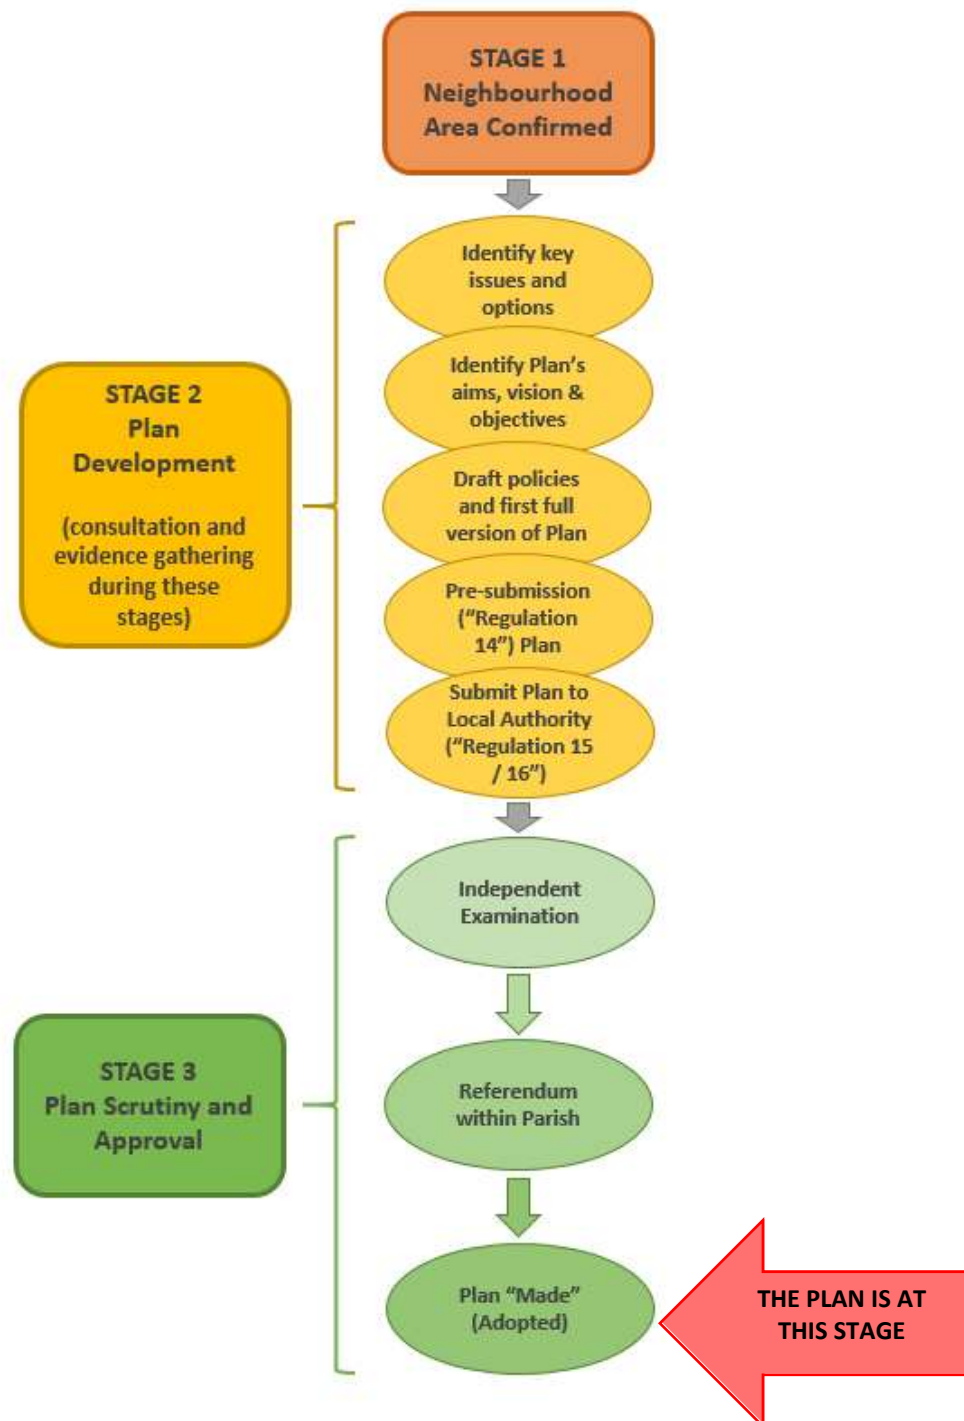 STAGE 1
Neighbourhood
Area Confirmed
Identify key
issues and
options
Identify Plan's
aims, vision &
objectives
STAGE 2
Plan
Development
(consultation and
evidence gathering
during these
stages)
Draft policies
and first full
version of Plan
Pre-submission
(“Regulation
14”) Plan
Submit Plan to
Local Authority
(“Regulation 15
/ 16”)
Independent
Examination
STAGE 3
Plan Scrutiny and
Approval
Referendum
within Parish
Plan “Made”
(Adopted)
THE PLAN IS AT
THIS STAGE